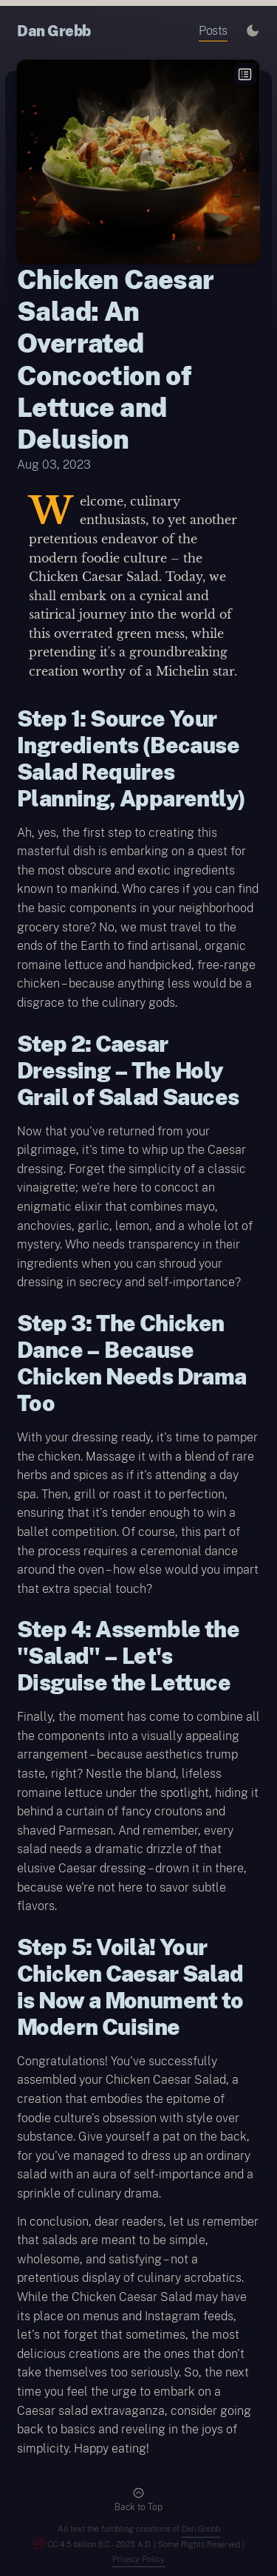 Dan Grebb
Posts
Chicken Caesar
Salad: An
Overrated
Concoction of
Lettuce and
Delusion
Aug 03, 2023
Welcome, culinary
enthusiasts, to yet another
pretentious endeavor of the
modern foodie culture – the
Chicken Caesar Salad. Today, we
shall embark on a cynical and
satirical journey into the world of
this overrated green mess, while
pretending it's a groundbreaking
creation worthy of a Michelin star.
Step 1: Source Your
Ingredients (Because
Salad Requires
Planning, Apparently)
Ah, yes, the first step to creating this
masterful dish is embarking on a quest for
the most obscure and exotic ingredients
known to mankind. Who cares if you can find
the basic components in your neighborhood
grocery store? No, we must travel to the
ends of the Earth to find artisanal, organic
romaine lettuce and handpicked, free-range
chicken – because anything less would be a
disgrace to the culinary gods.
Step 2: Caesar
Dressing – The Holy
Grail of Salad Sauces
Now that you've returned from your
pilgrimage, it's time to whip up the Caesar
dressing. Forget the simplicity of a classic
vinaigrette; we're here to concoct an
enigmatic elixir that combines mayo,
anchovies, garlic, lemon, and a whole lot of
mystery. Who needs transparency in their
ingredients when you can shroud your
dressing in secrecy and self-importance?
Step 3: The Chicken
Dance – Because
Chicken Needs Drama
Too
With your dressing ready, it's time to pamper
the chicken. Massage it with a blend of rare
herbs and spices as if it's attending a day
spa. Then, grill or roast it to perfection,
ensuring that it's tender enough to win a
ballet competition. Of course, this part of
the process requires a ceremonial dance
around the oven – how else would you impart
that extra special touch?
Step 4: Assemble the
"Salad" – Let's
Disguise the Lettuce
Finally, the moment has come to combine all
the components into a visually appealing
arrangement – because aesthetics trump
taste, right? Nestle the bland, lifeless
romaine lettuce under the spotlight, hiding it
behind a curtain of fancy croutons and
shaved Parmesan. And remember, every
salad needs a dramatic drizzle of that
elusive Caesar dressing – drown it in there,
because we're not here to savor subtle
flavors.
Step 5: Voilà! Your
Chicken Caesar Salad
is Now a Monument to
Modern Cuisine
Congratulations! You've successfully
assembled your Chicken Caesar Salad, a
creation that embodies the epitome of
foodie culture's obsession with style over
substance. Give yourself a pat on the back,
for you've managed to dress up an ordinary
salad with an aura of self-importance and a
sprinkle of culinary drama.
In conclusion, dear readers, let us remember
that salads are meant to be simple,
wholesome, and satisfying – not a
pretentious display of culinary acrobatics.
While the Chicken Caesar Salad may have
its place on menus and Instagram feeds,
let's not forget that sometimes, the most
delicious creations are the ones that don't
take themselves too seriously. So, the next
time you feel the urge to embark on a
Caesar salad extravaganza, consider going
back to basics and reveling in the joys of
simplicity. Happy eating!
Back to Top
All text the fumbling creations of Dan Grebb
CC 4.5 billion B.C.-2023 A.D. | Some Rights Reserved |
Privacy Policy